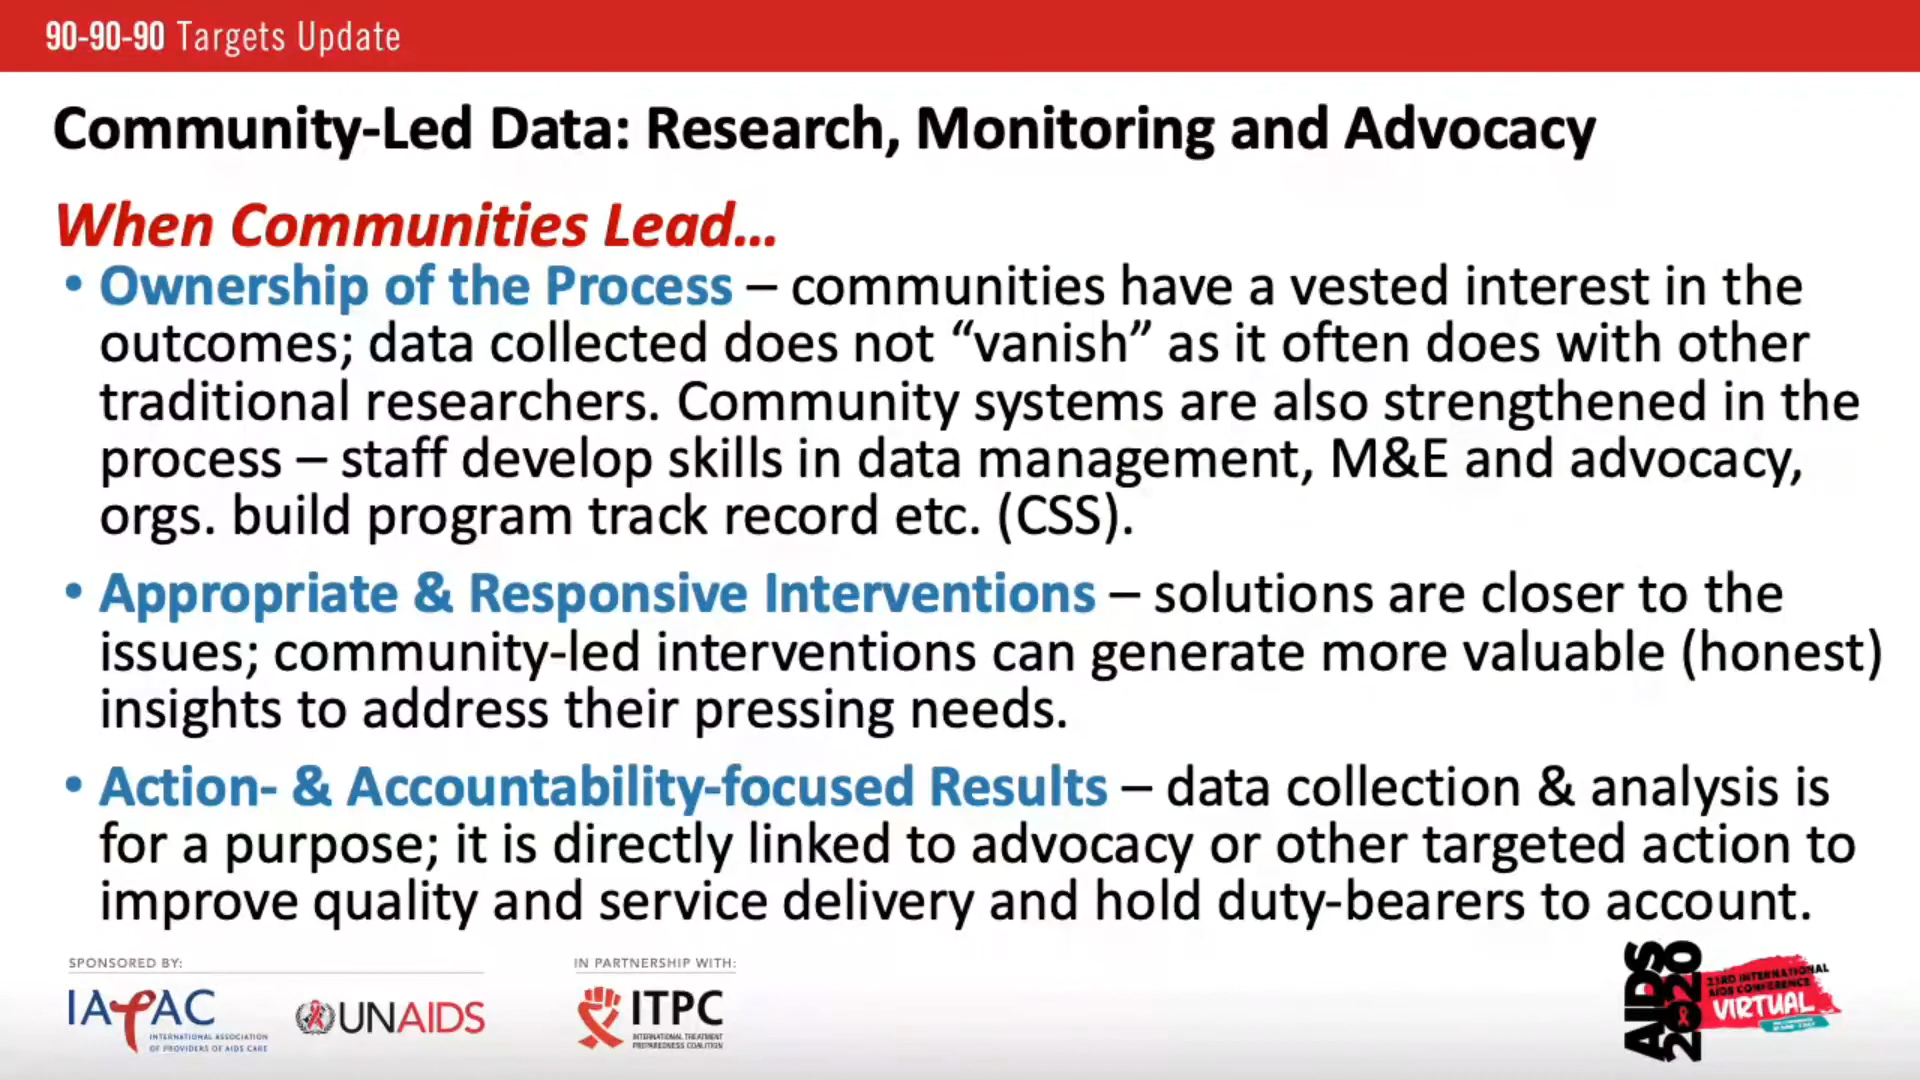 90-90-90 Targets Update
Community-Led Data: Research, Monitoring and Advocacy
When Communities Lead...
• Ownership of the Process – communities have a vested interest in the
outcomes; data collected does not “vanish” as it often does with other
traditional researchers. Community systems are also strengthened in the
process – staff develop skills in data management, M&E and advocacy,
orgs. build program track record etc. (CSS).
• Appropriate & Responsive Interventions – solutions are closer to the
issues; community-led interventions can generate more valuable (honest)
insights to address their pressing needs.
• Action- & Accountability-focused Results – data collection & analysis is
for a purpose; it is directly linked to advocacy or other targeted action to
improve quality and service delivery and hold duty-bearers to account.
SPONSORED BY:
IAPAC
INTERNATIONAL ASSOCIATION
OF PROVIDERS OF AIDS CARE
UNAIDS
IN PARTNERSHIP WITH:
ITPC
INTERNATIONAL TREATMENT
PREPAREDNESS COALITION
AIDS
2020
23RD INTERNATIONAL
AIDS CONFERENCE
VIRTUAL